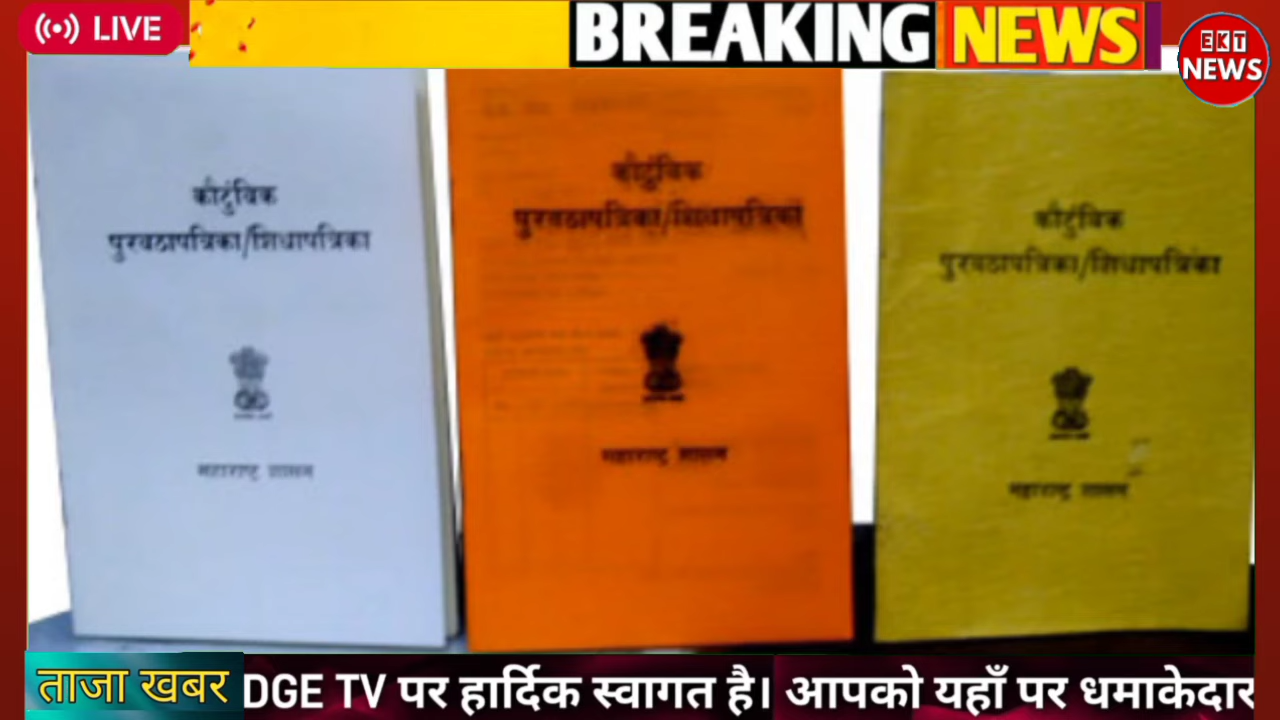 LIVE
BREAKING NEWS
EKT
NEWS
कौटुंबिक
पुरवठापत्रिका/शिधापत्रिका
महाराष्ट्र शासन
कौटुंबिक
पुरवठापत्रिका/शिधापत्रिका
महाराष्ट्र शासन
कौटुंबिक
पुरवठापत्रिका/शिधापत्रिका
महाराष्ट्र शासन
ताजा खबर
DGE TV पर हार्दिक स्वागत है। आपको यहाँ पर धमाकेदार